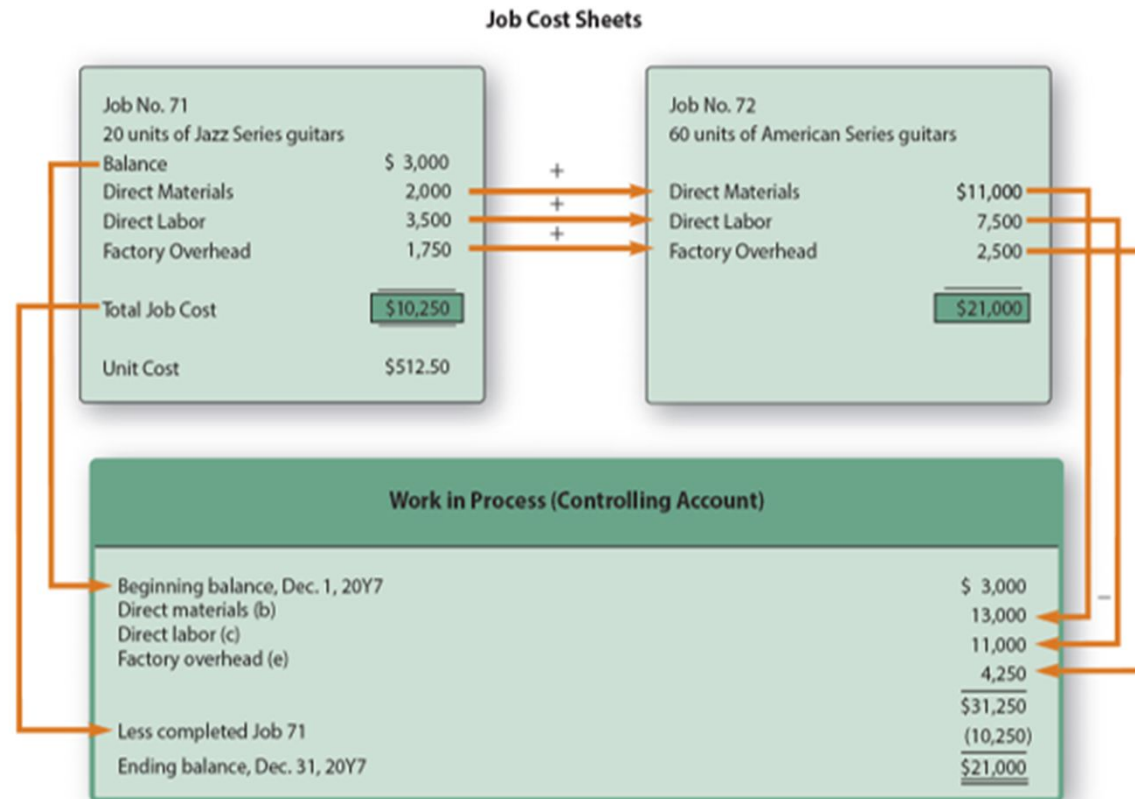 Job Cost Sheets
Job No. 71
20 units of Jazz Series guitars
Balance $ 3,000
Direct Materials 2,000
Direct Labor 3,500
Factory Overhead 1,750
Total Job Cost $10,250
Unit Cost $512.50
+
+
+
Job No. 72
60 units of American Series guitars
Direct Materials $11,000
Direct Labor 7,500
Factory Overhead 2,500
$21,000
Work in Process (Controlling Account)
Beginning balance, Dec. 1, 20Y7 $ 3,000
Direct materials (b) 13,000
Direct labor (c) 11,000
Factory overhead (e) 4,250
$31,250
Less completed Job 71 (10,250)
Ending balance, Dec. 31, 20Y7 $21,000
–